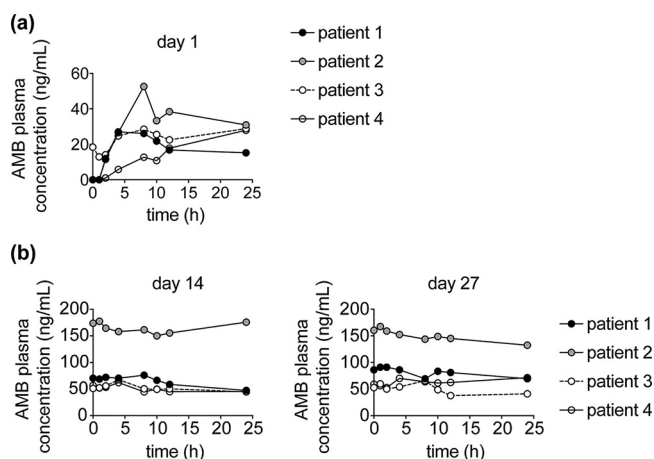 (a)
day 1
AMB plasma
concentration (ng/mL)
60
40
20
0
0 5 10 15 20 25
time (h)
patient 1
patient 2
patient 3
patient 4
(b)
day 14
AMB plasma
concentration (ng/mL)
200
150
100
50
0
0 5 10 15 20 25
time (h)
day 27
AMB plasma
concentration (ng/mL)
200
150
100
50
0
0 5 10 15 20 25
time (h)
patient 1
patient 2
patient 3
patient 4